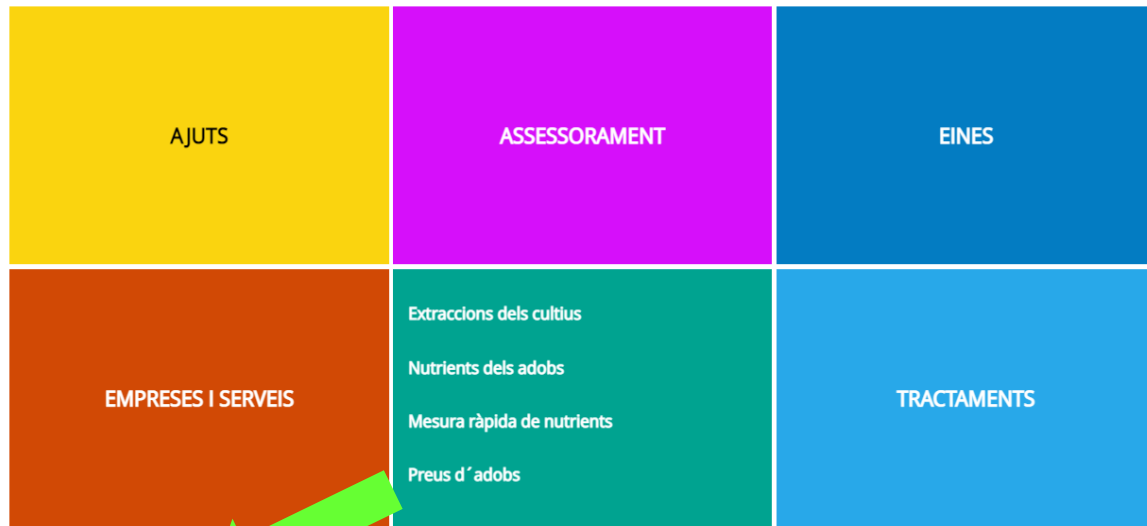 AJUTS
ASSESSORAMENT
EINES
EMPRESES I SERVEIS
Extraccions dels cultius
Nutrients dels adobs
Mesura ràpida de nutrients
Preus d´adobs
TRACTAMENTS